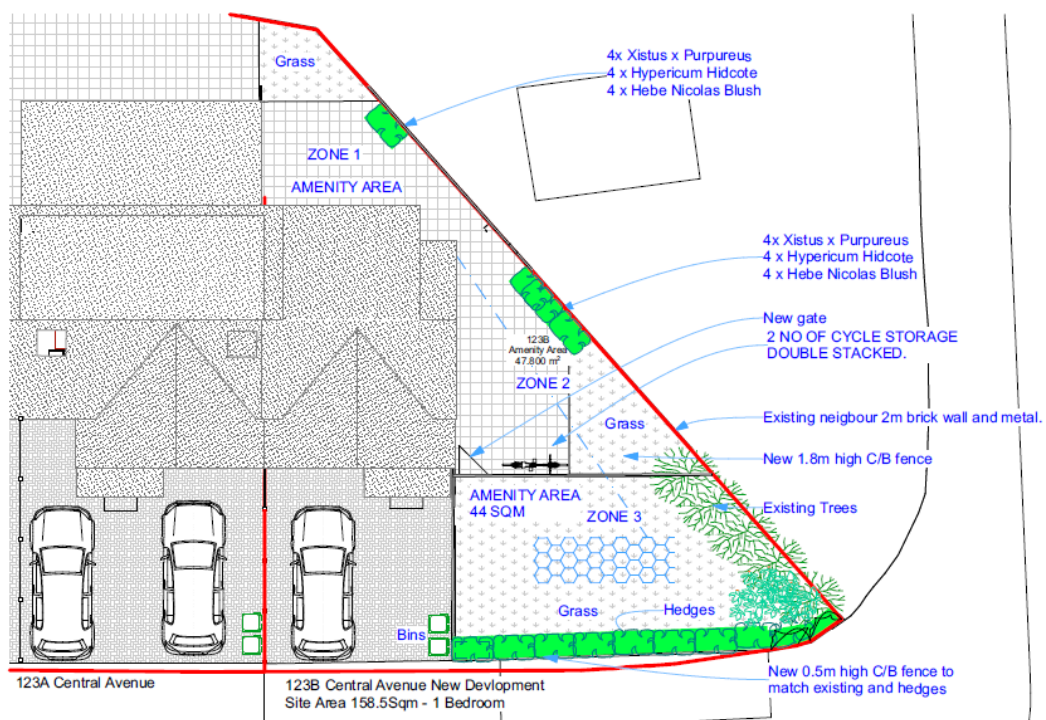 Grass
4x Xistus x Purpureus
4 x Hypericum Hidcote
4 x Hebe Nicolas Blush
ZONE 1
AMENITY AREA
4x Xistus x Purpureus
4 x Hypericum Hidcote
4 x Hebe Nicolas Blush
New gate
2 NO OF CYCLE STORAGE
DOUBLE STACKED.
123B
Amenity Area
47.800 m²
ZONE 2
Grass
Existing neigbour 2m brick wall and metal.
New 1.8m high C/B fence
AMENITY AREA
44 SQM
ZONE 3
Existing Trees
Grass
Hedges
Bins
New 0.5m high C/B fence to
match existing and hedges
123A Central Avenue
123B Central Avenue New Devlopment
Site Area 158.5Sqm - 1 Bedroom